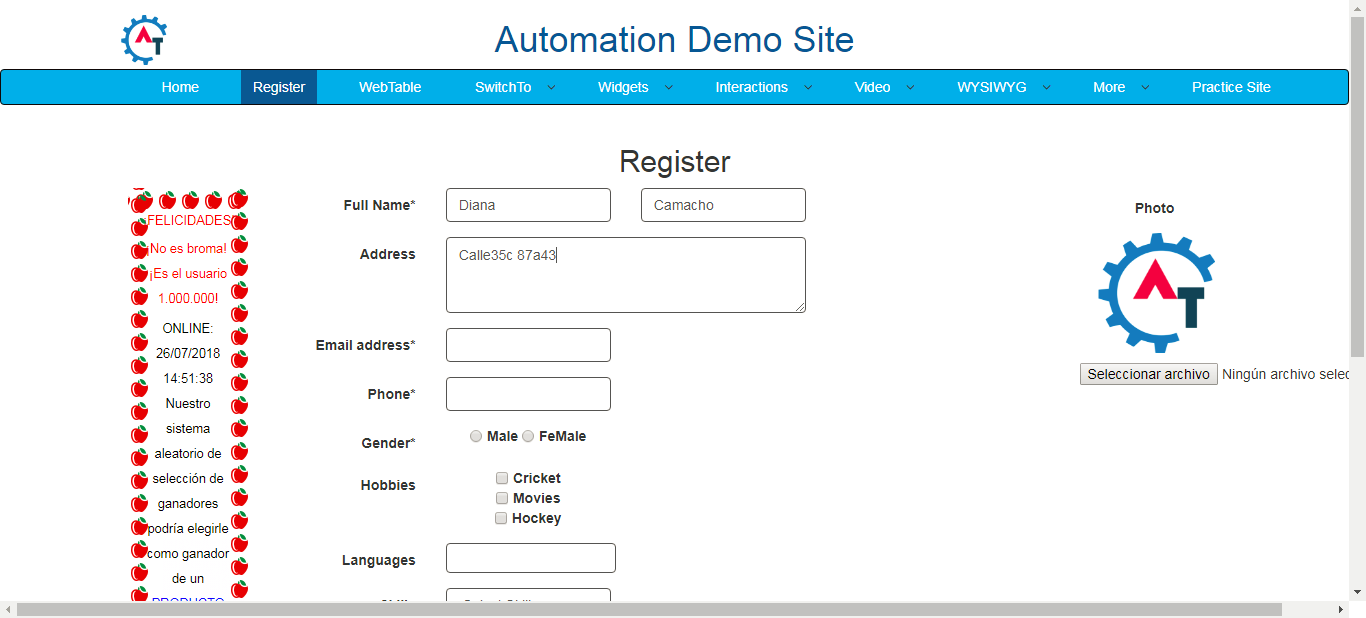 Automation Demo Site
Home Register WebTable SwitchTo Widgets Interactions Video WYSIWYG More Practice Site
Register
FELICIDADES
¡No es broma!
¡Es el usuario
1.000.000!
ONLINE:
26/07/2018
14:51:38
Nuestro
sistema
aleatorio de
selección de
ganadores
podría elegirle
como ganador
de un
PRODUCTO
Full Name* Diana Camacho
Address Calle35c 87a43
Email address*
Phone*
Gender* Male FeMale
Hobbies Cricket
Movies
Hockey
Languages
Photo
AT
Seleccionar archivo Ningún archivo selec